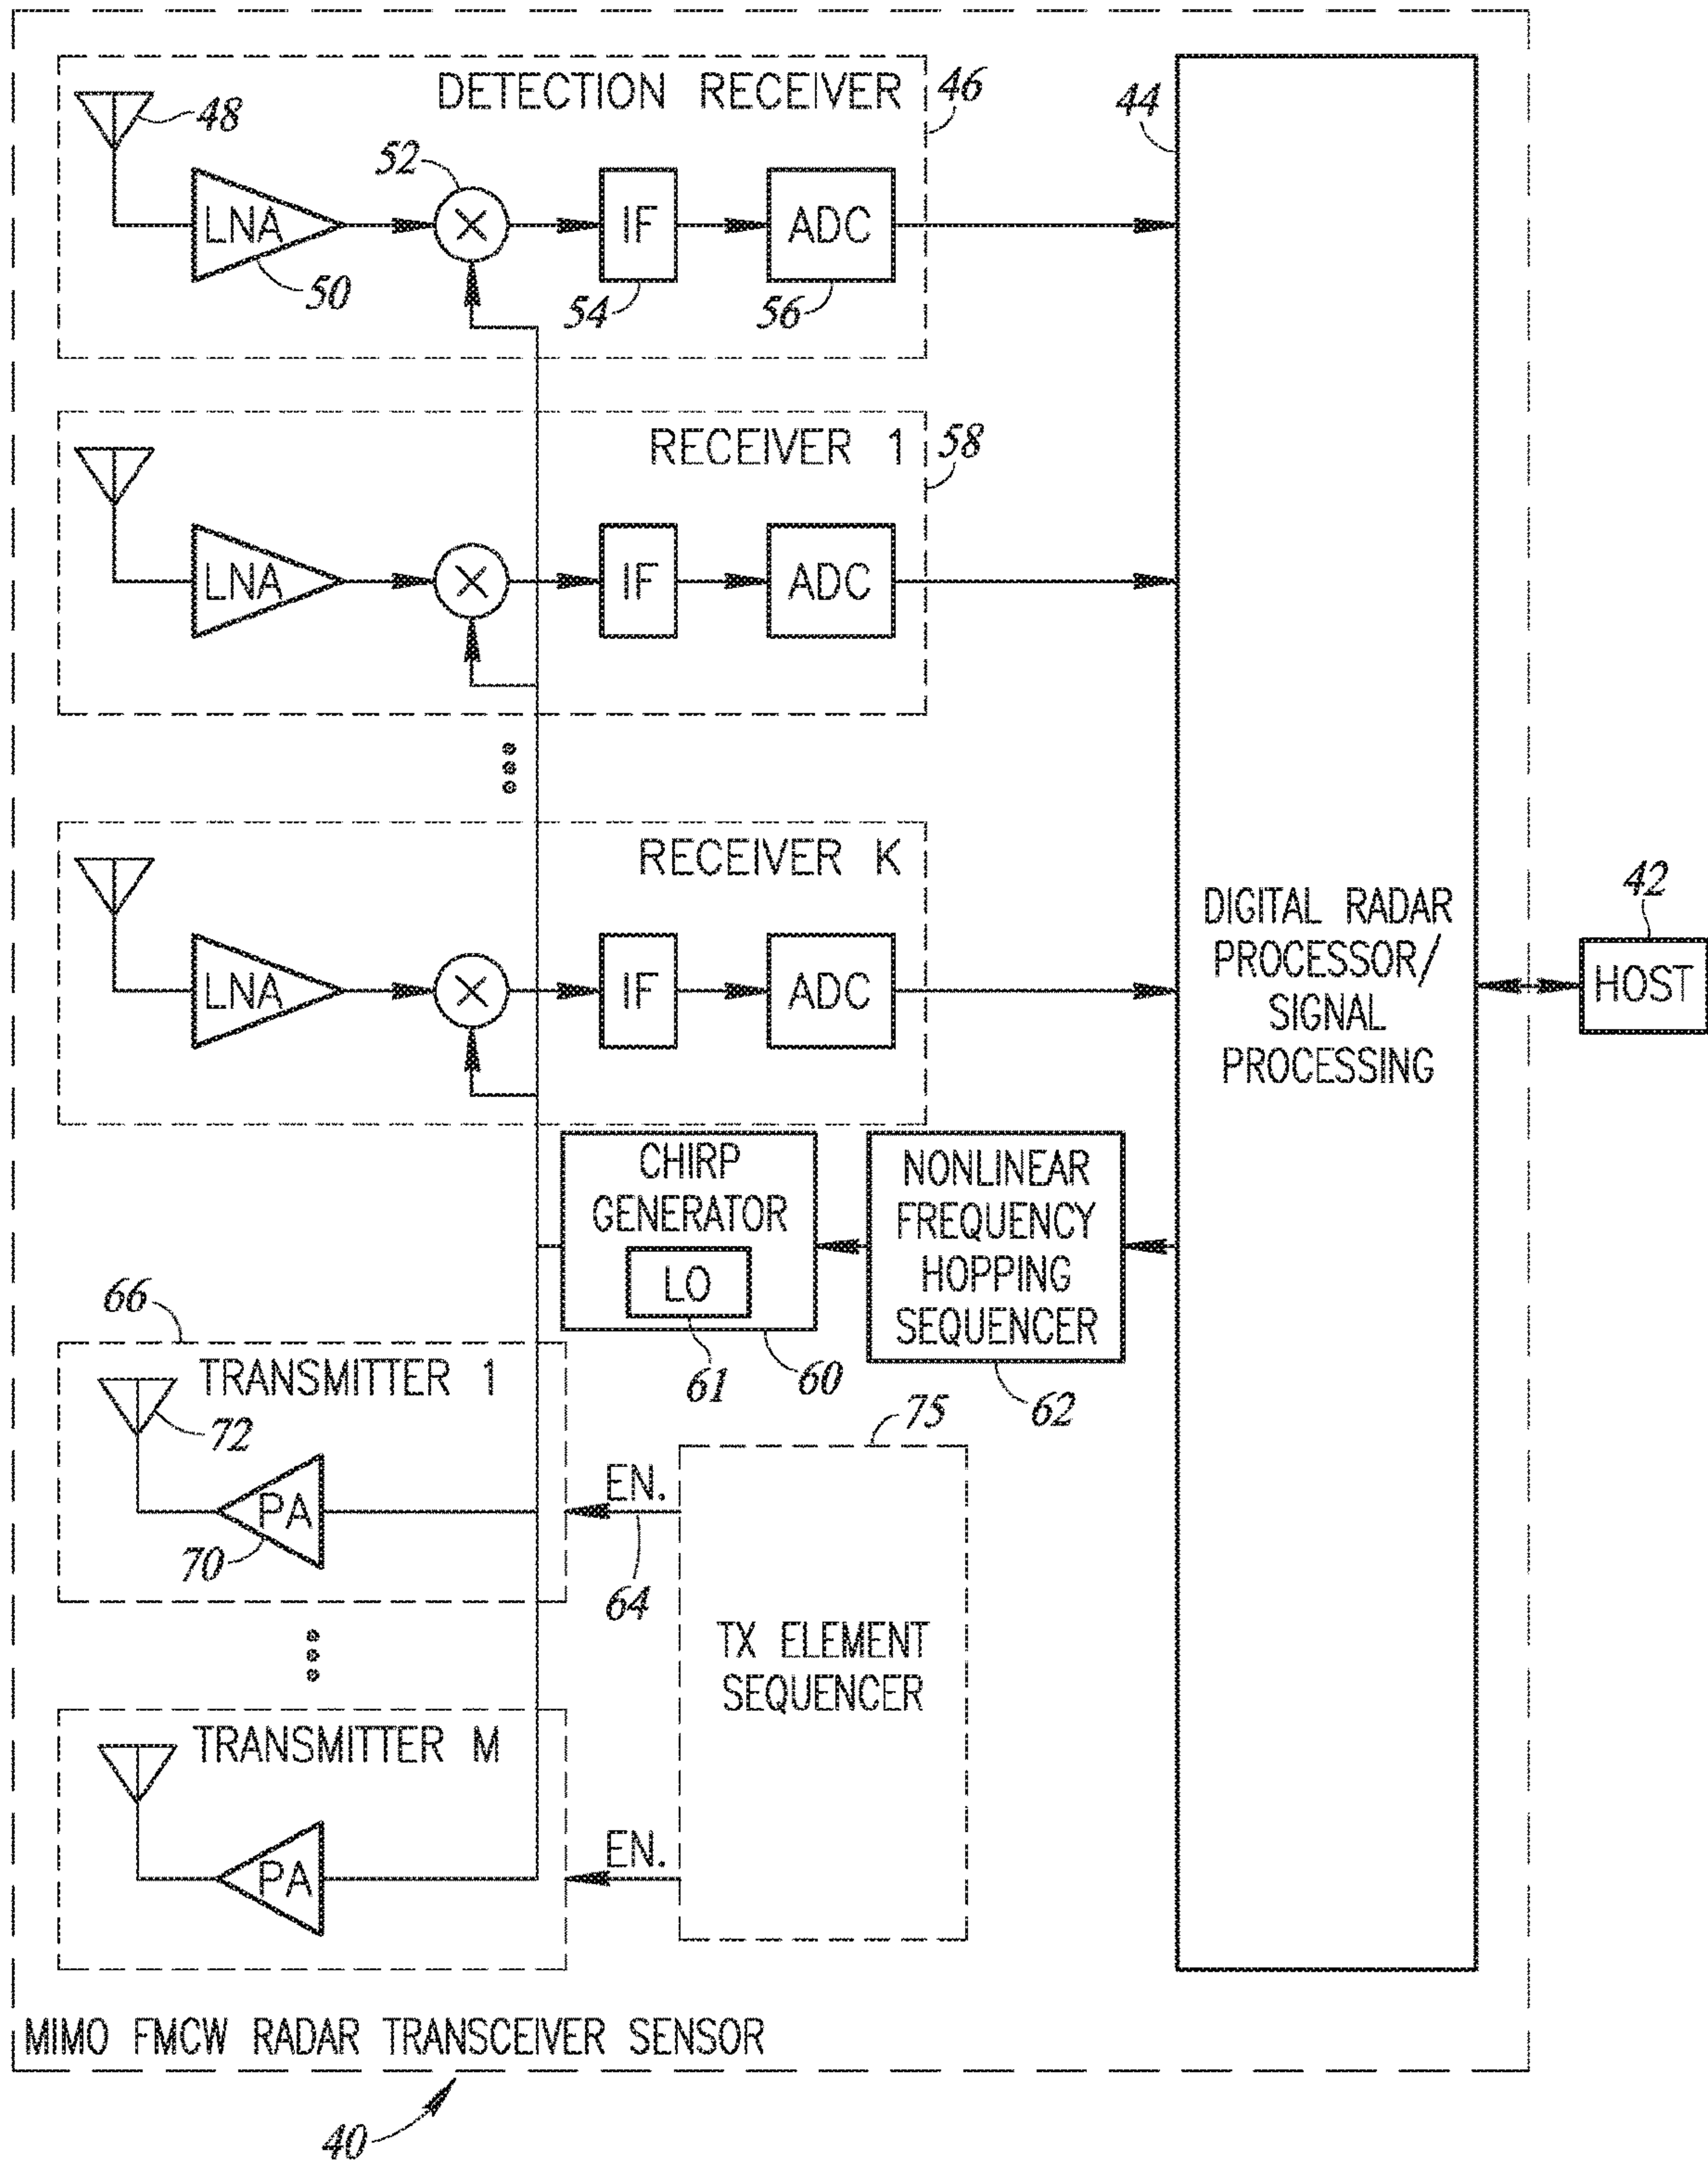 DETECTION RECEIVER
46
48
52
LNA
×
IF
ADC
50
54
56
44
RECEIVER 1
58
LNA
×
IF
ADC
RECEIVER K
LNA
×
IF
ADC
DIGITAL RADAR
PROCESSOR/
SIGNAL
PROCESSING
42
HOST
CHIRP
GENERATOR
LO
61
60
NONLINEAR
FREQUENCY
HOPPING
SEQUENCER
62
66
TRANSMITTER 1
72
PA
70
EN.
64
75
TX ELEMENT
SEQUENCER
TRANSMITTER M
PA
EN.
MIMO FMCW RADAR TRANSCEIVER SENSOR
40